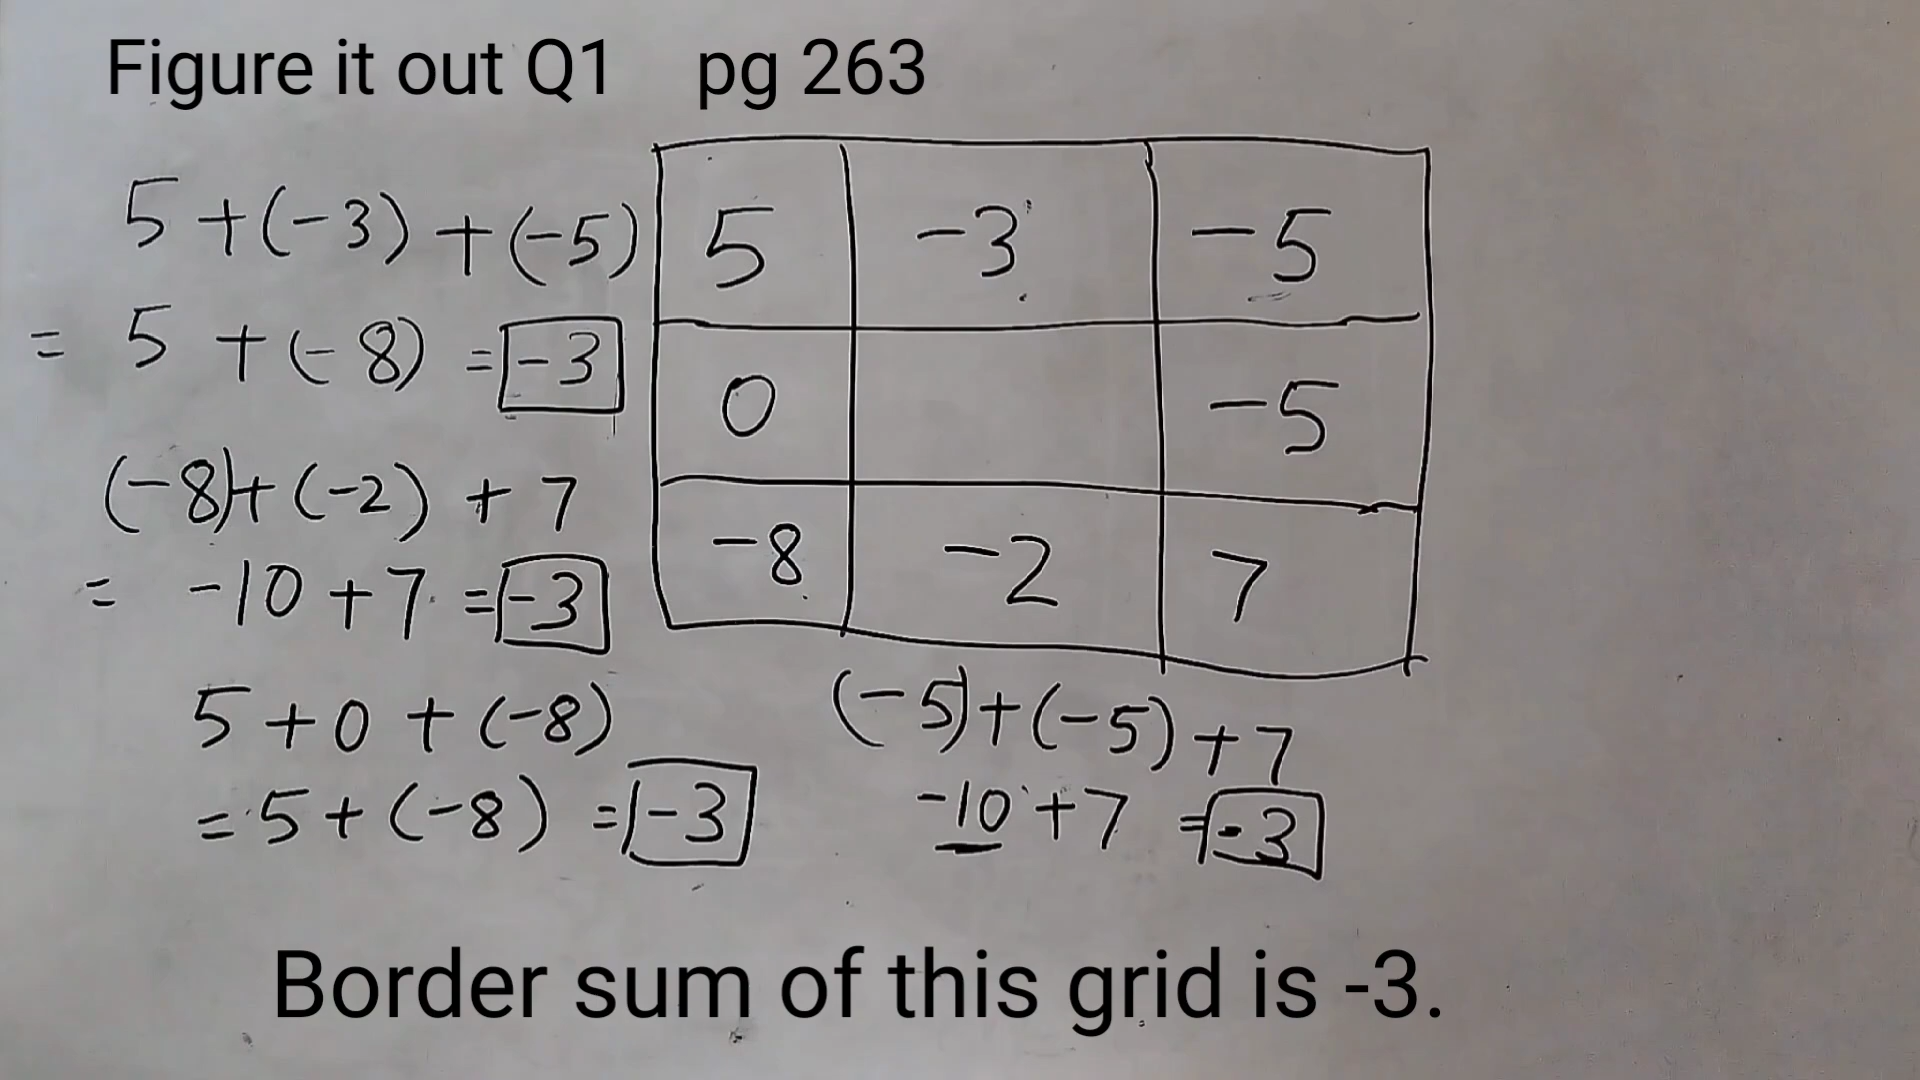 Figure it out Q1 pg 263
5 + (-3) + (-5)
= 5 + (-8) = -3
(-8) + (-2) + 7
= -10 + 7 = -3
5 + 0 + (-8)
= 5 + (-8) = -3
5 -3 -5
0 -5
-8 -2 7
(-5) + (-5) + 7
-10 + 7 = -3
Border sum of this grid is -3.